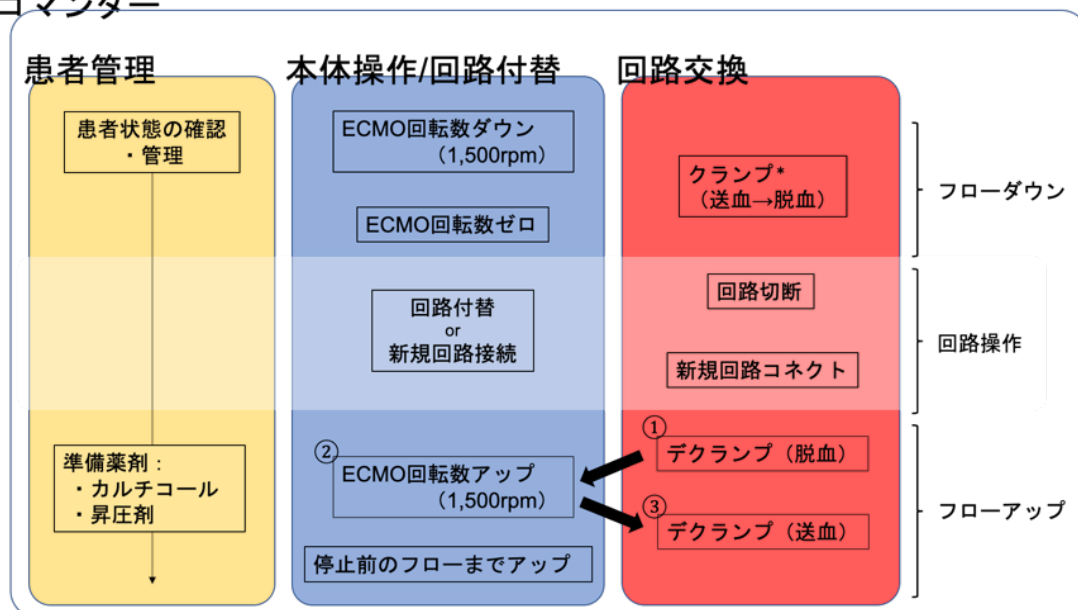 コマンダー
患者管理
本体操作/回路付替
回路交換
患者状態の確認
・管理
ECMO回転数ダウン
（1,500rpm）
クランプ*
（送血→脱血）
フローダウン
ECMO回転数ゼロ
回路付替
or
新規回路接続
回路切断
新規回路コネクト
回路操作
準備薬剤：
・カルチコール
・昇圧剤
①
デクランプ（脱血）
②
ECMO回転数アップ
（1,500rpm）
③
デクランプ（送血）
停止前のフローまでアップ
フローアップ